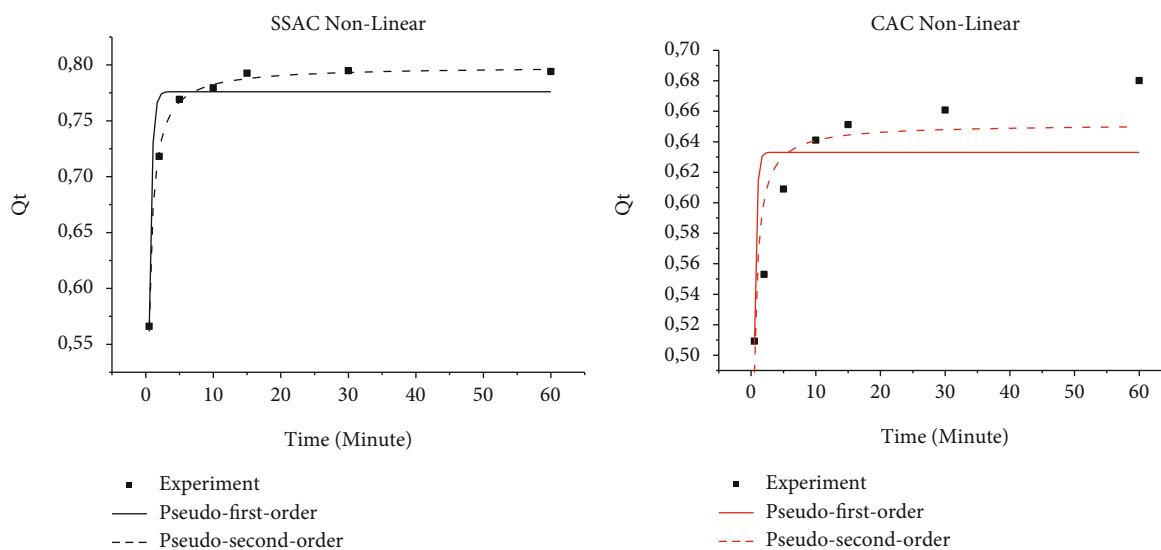 SSAC Non-Linear
0,80
0,75
0,70
0,65
0,60
0,55
Qt
0 10 20 30 40 50 60
Time (Minute)
Experiment
Pseudo-first-order
Pseudo-second-order
CAC Non-Linear
0,70
0,68
0,66
0,64
0,62
0,60
0,58
0,56
0,54
0,52
0,50
Qt
0 10 20 30 40 50 60
Time (Minute)
Experiment
Pseudo-first-order
Pseudo-second-order